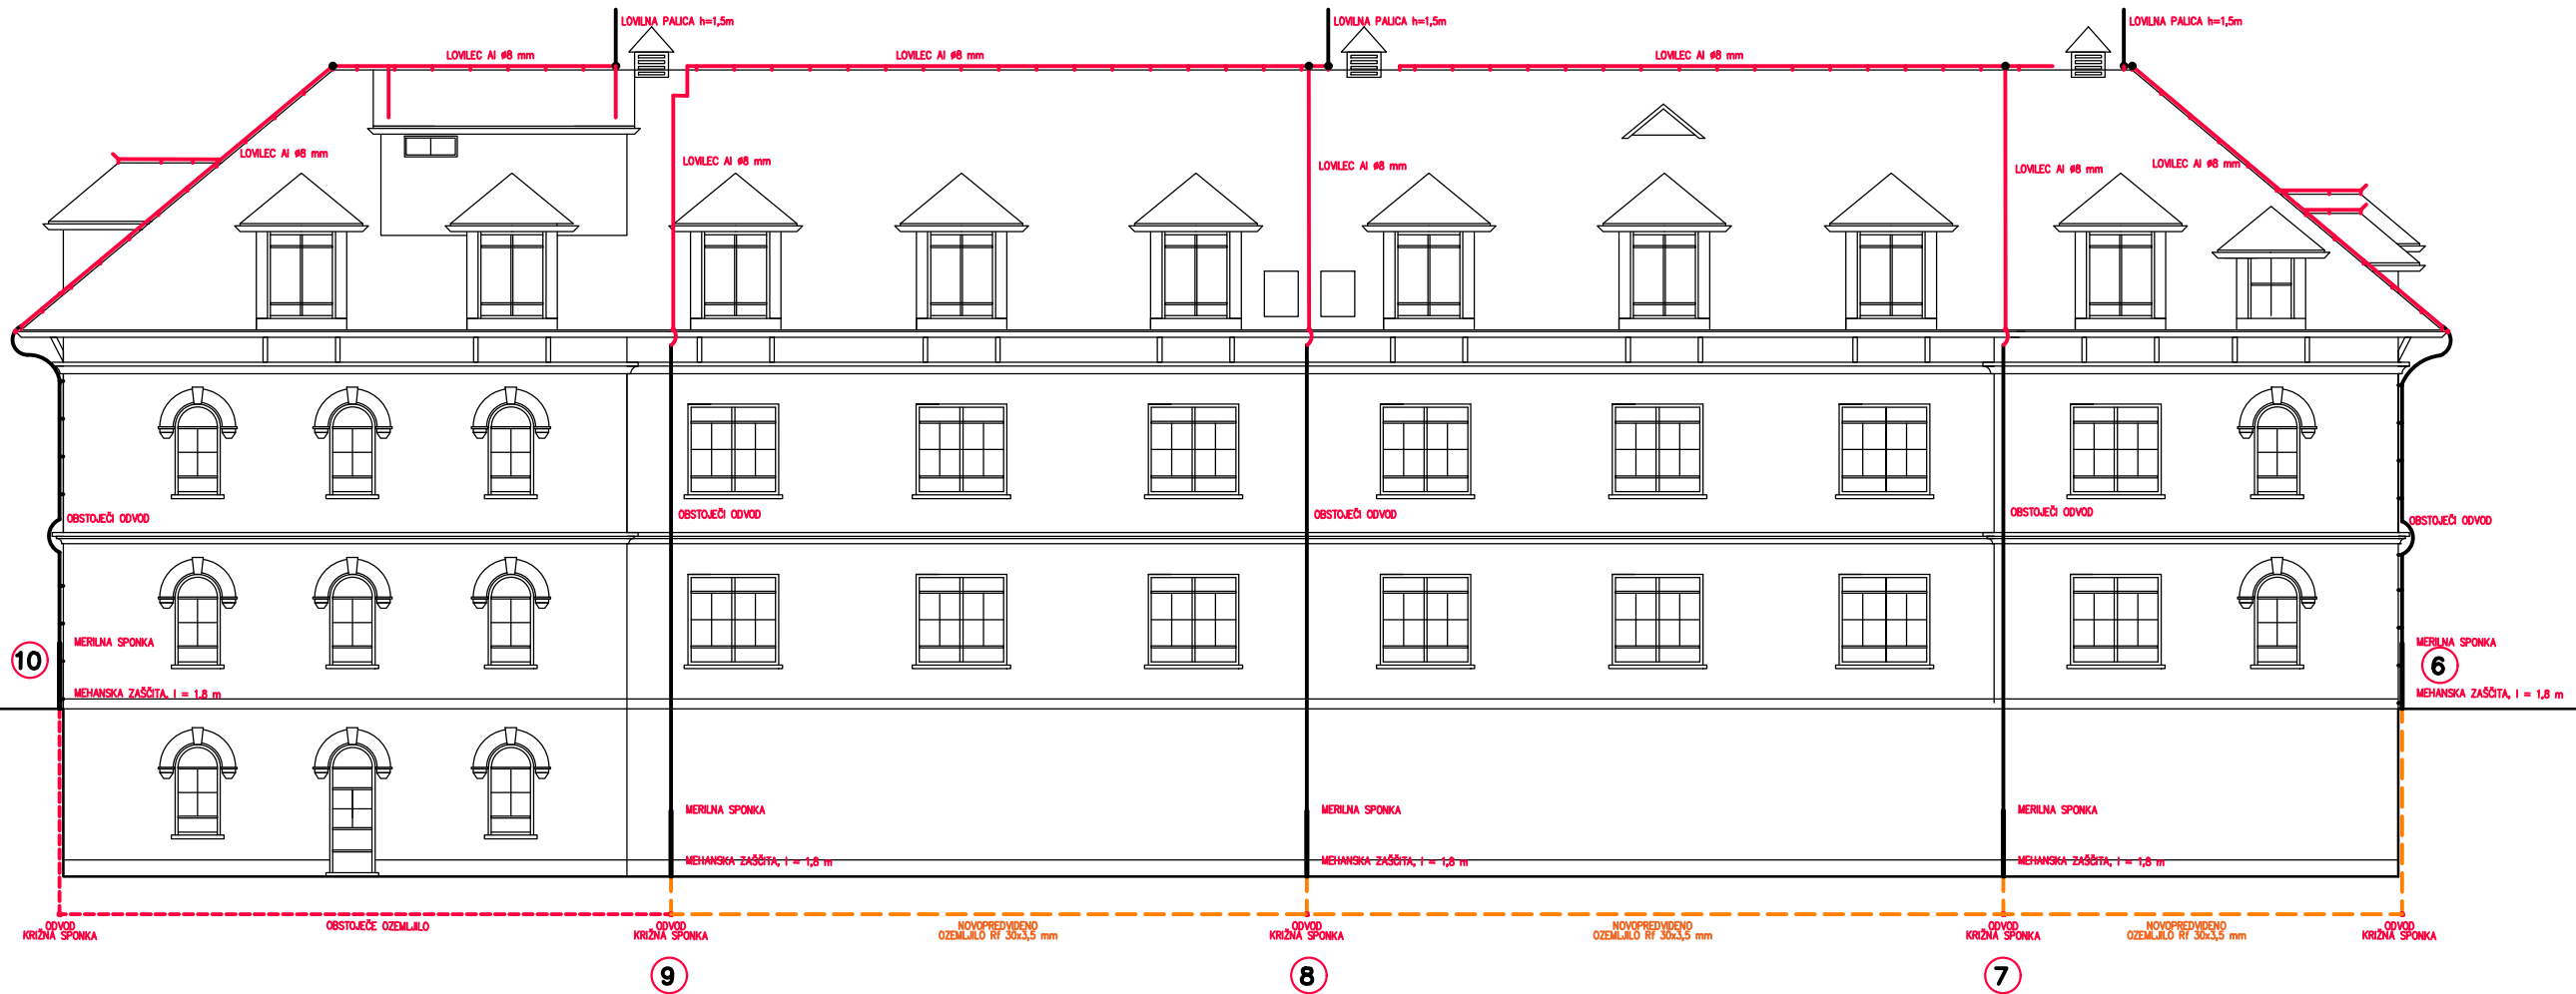 LOVILNA PALICA h=1,5m
LOVILNA PALICA h=1,5m
LOVILNA PALICA h=1,5m
LOVILEC Al ø8 mm
LOVILEC Al ø8 mm
LOVILEC Al ø8 mm
LOVILEC Al ø8 mm
LOVILEC Al ø8 mm
LOVILEC Al ø8 mm
LOVILEC Al ø8 mm
LOVILEC Al ø8 mm
OBSTOJEČI ODVOD
OBSTOJEČI ODVOD
OBSTOJEČI ODVOD
OBSTOJEČI ODVOD
OBSTOJEČI ODVOD
MERILNA SPONKA
MERILNA SPONKA
10
6
MEHANSKA ZAŠČITA, l = 1,8 m
MEHANSKA ZAŠČITA, l = 1,8 m
MERILNA SPONKA
MERILNA SPONKA
MERILNA SPONKA
MEHANSKA ZAŠČITA, l = 1,8 m
MEHANSKA ZAŠČITA, l = 1,8 m
MEHANSKA ZAŠČITA, l = 1,8 m
ODVOD
KRIŽNA SPONKA
OBSTOJEČE OZEMLJILO
ODVOD
KRIŽNA SPONKA
NOVOPREDVIDENO
OZEMLJILO Rf 30x3,5 mm
ODVOD
KRIŽNA SPONKA
NOVOPREDVIDENO
OZEMLJILO Rf 30x3,5 mm
ODVOD
KRIŽNA SPONKA
NOVOPREDVIDENO
OZEMLJILO Rf 30x3,5 mm
ODVOD
KRIŽNA SPONKA
9
8
7